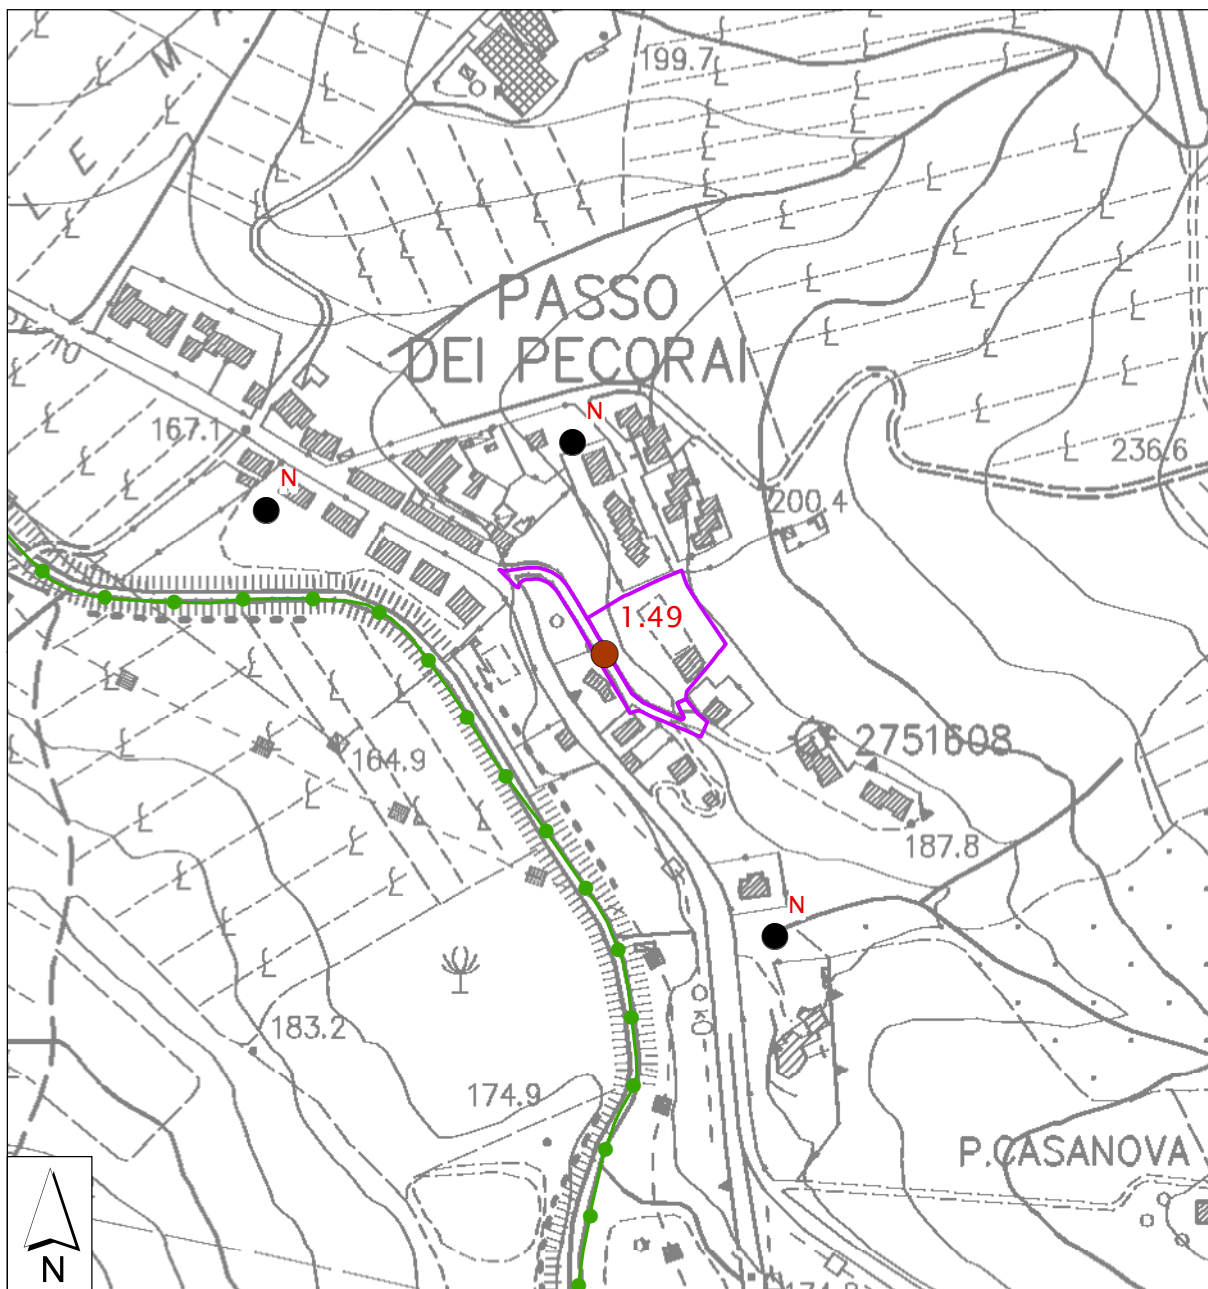 199.7
PASSO
DEI PECORAI
N
167.1
236.6
N
200.4
1.49
2751608
164.9
187.8
N
183.2
174.9
P.CASANOVA
N